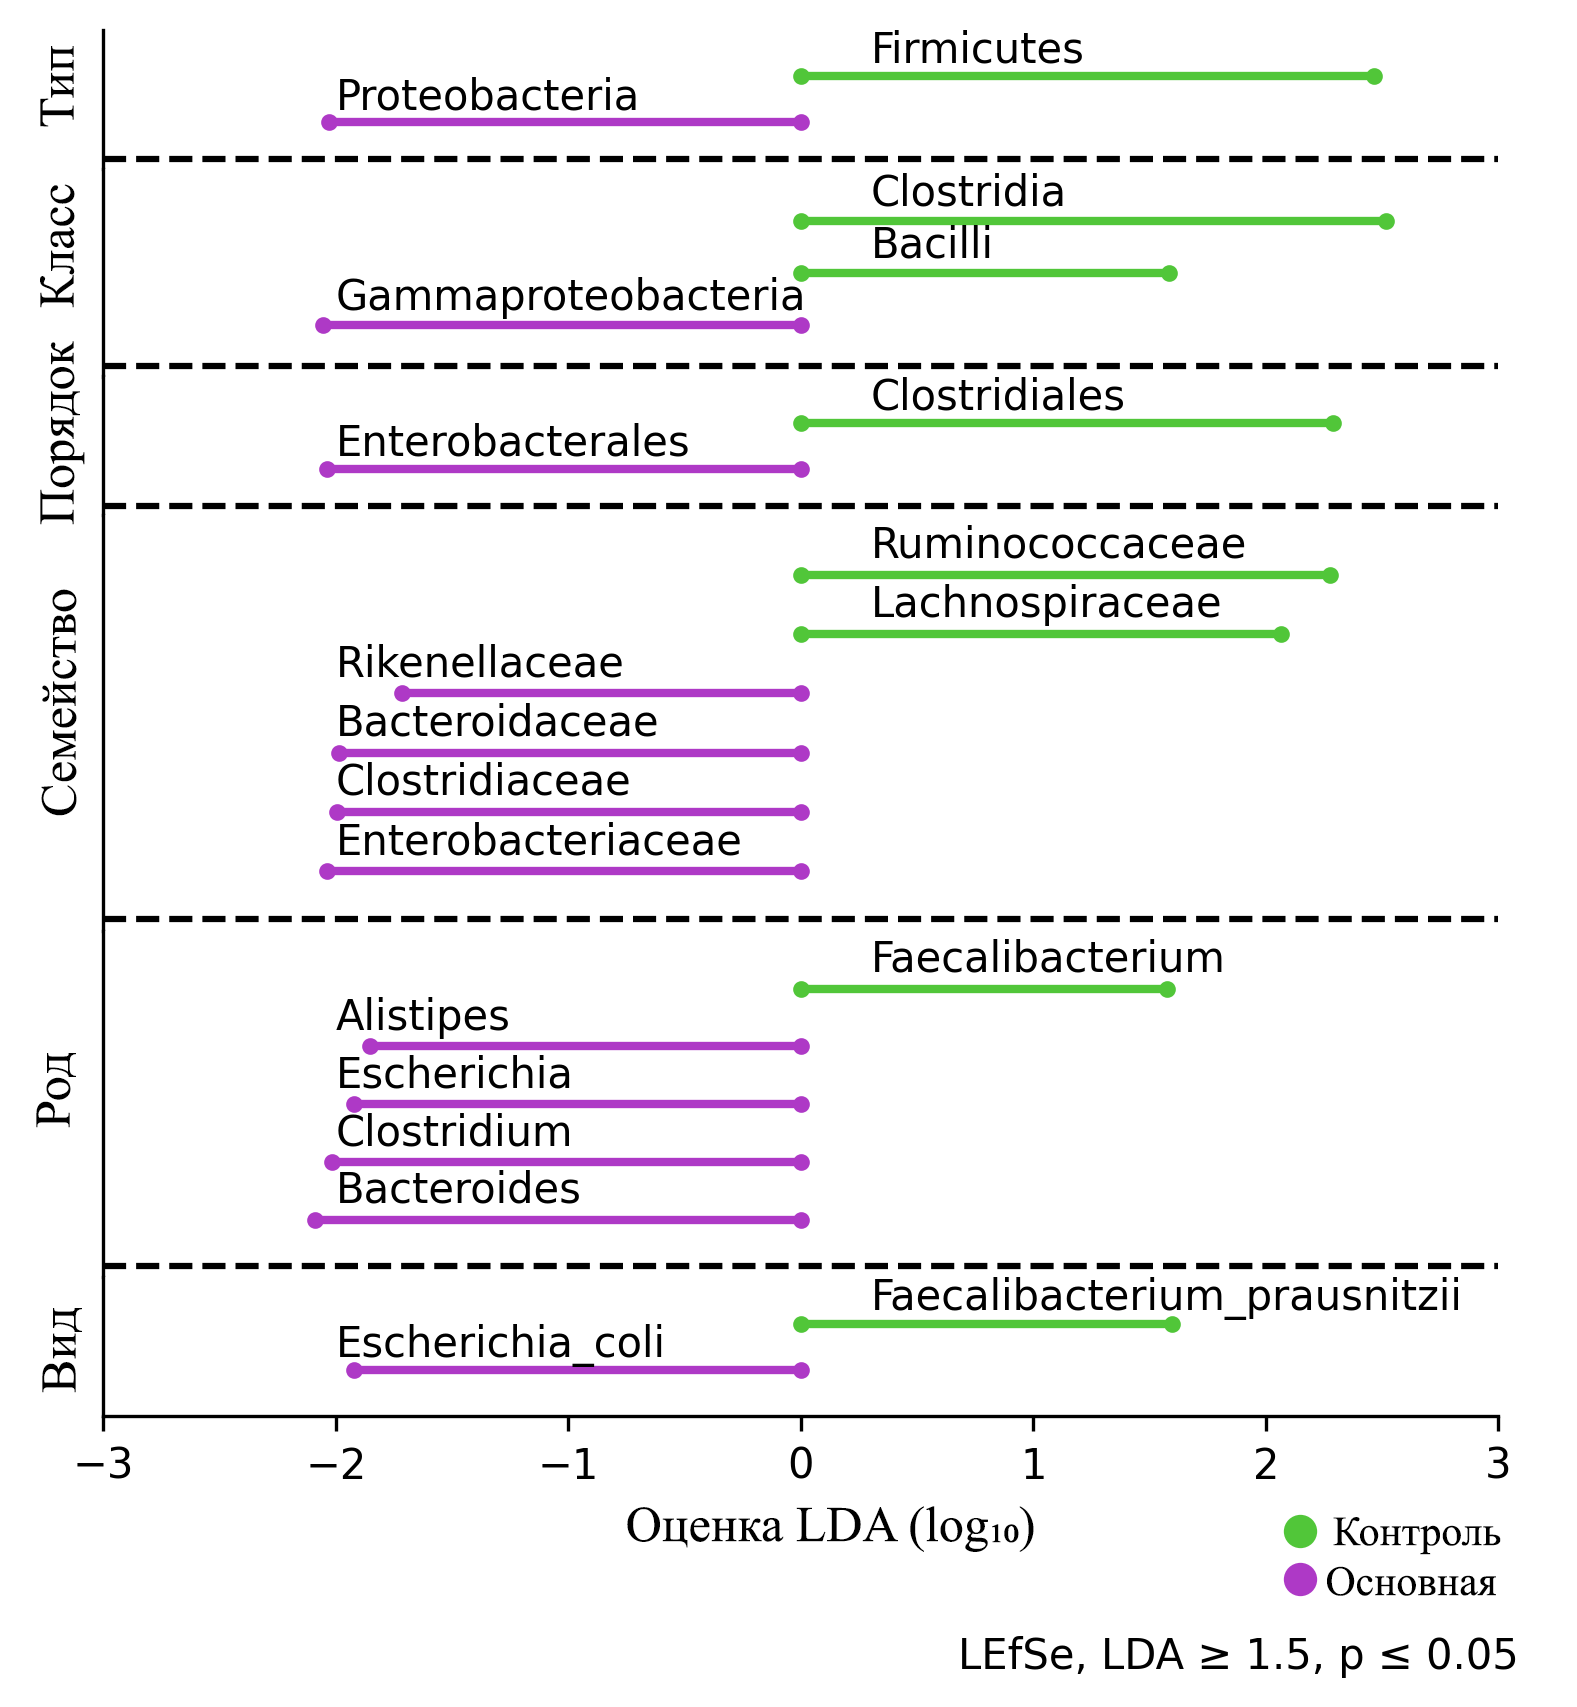 Тип
Firmicutes
Proteobacteria
Класс
Clostridia
Bacilli
Gammaproteobacteria
Порядок
Clostridiales
Enterobacterales
Семейство
Ruminococcaceae
Lachnospiraceae
Rikenellaceae
Bacteroidaceae
Clostridiaceae
Enterobacteriaceae
Род
Faecalibacterium
Alistipes
Escherichia
Clostridium
Bacteroides
Вид
Faecalibacterium_prausnitzii
Escherichia_coli
−3 −2 −1 0 1 2 3
Оценка LDA (log₁₀)
Контроль
Основная
LEfSe, LDA ≥ 1.5, p ≤ 0.05